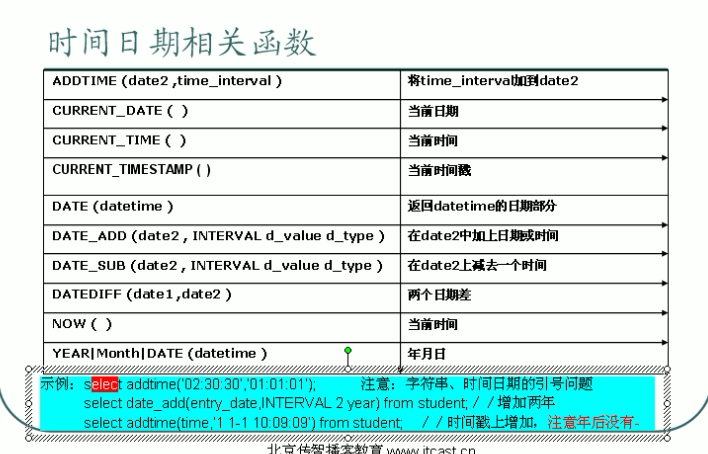 时间日期相关函数
ADDTIME (date2 ,time_interval ) 将time_interval加到date2
CURRENT_DATE ( ) 当前日期
CURRENT_TIME ( ) 当前时间
CURRENT_TIMESTAMP ( ) 当前时间戳
DATE (datetime ) 返回datetime的日期部分
DATE_ADD (date2 , INTERVAL d_value d_type ) 在date2中加上日期或时间
DATE_SUB (date2 , INTERVAL d_value d_type ) 在date2上减去一个时间
DATEDIFF (date1 ,date2 ) 两个日期差
NOW ( ) 当前时间
YEAR|Month|DATE (datetime ) 年月日
示例：select addtime('02:30:30','01:01:01'); 注意：字符串、时间日期的引号问题
select date_add(entry_date,INTERVAL 2 year) from student; //增加两年
select addtime(time,'1 1-1 10:09:09') from student; //时间戳上增加，注意年后没有-
北京传智播客教育 www.itcast.cn